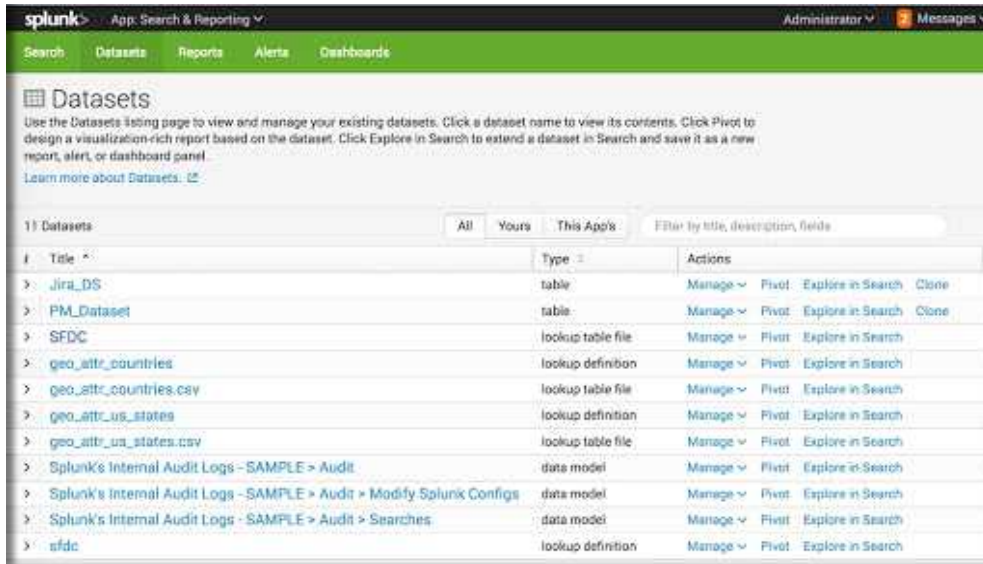 splunk> App: Search & Reporting Administrator 2 Messages
Search Datasets Reports Alerts Dashboards
Datasets
Use the Datasets listing page to view and manage your existing datasets. Click a dataset name to view its contents. Click Pivot to
design a visualization-rich report based on the dataset. Click Explore in Search to extend a dataset in Search and save it as a new
report, alert, or dashboard panel.
Learn more about Datasets.
11 Datasets All Yours This App's Filter by title, description, fields
i Title Type Actions
> Jira_DS table Manage Pivot Explore in Search Clone
> PM_Dataset table Manage Pivot Explore in Search Clone
> SFDC lookup table file Manage Pivot Explore in Search
> geo_attr_countries lookup definition Manage Pivot Explore in Search
> geo_attr_countries.csv lookup table file Manage Pivot Explore in Search
> geo_attr_us_states lookup definition Manage Pivot Explore in Search
> geo_attr_us_states.csv lookup table file Manage Pivot Explore in Search
> Splunk's Internal Audit Logs - SAMPLE > Audit data model Manage Pivot Explore in Search
> Splunk's Internal Audit Logs - SAMPLE > Audit > Modify Splunk Configs data model Manage Pivot Explore in Search
> Splunk's Internal Audit Logs - SAMPLE > Audit > Searches data model Manage Pivot Explore in Search
> sfdc lookup definition Manage Pivot Explore in Search